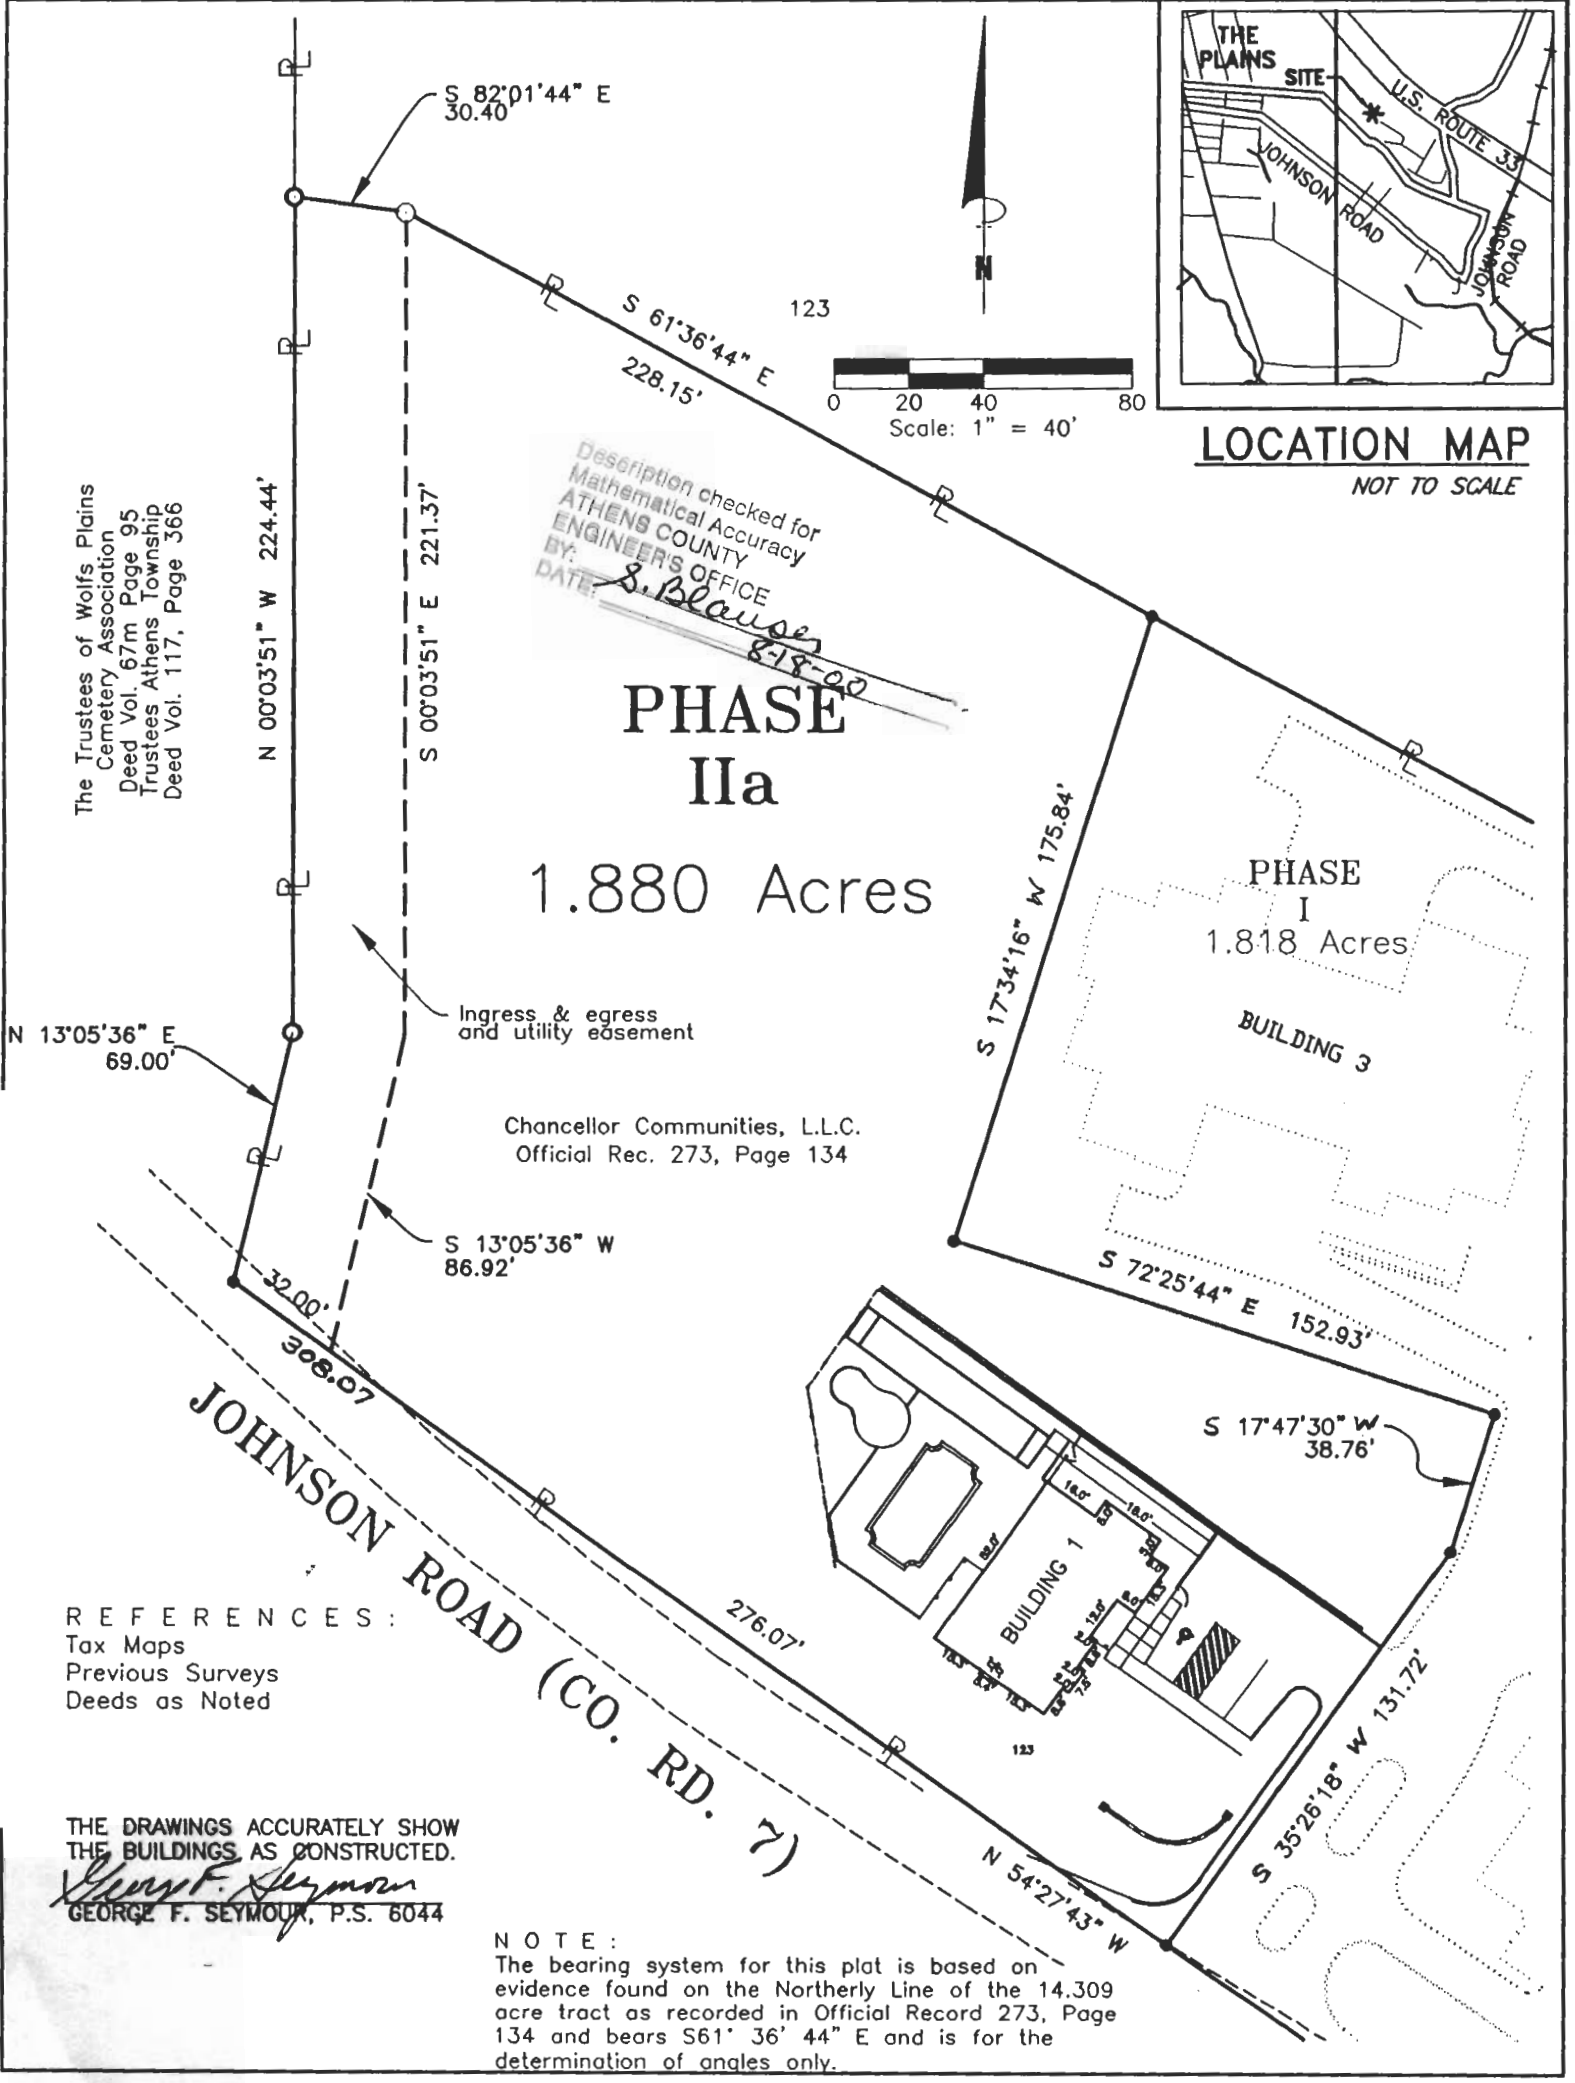 THE
PLAINS
SITE
U.S. ROUTE 33
JOHNSON ROAD
JOHNSON
ROAD
LOCATION MAP
NOT TO SCALE
S 82°01'44" E
30.40'
N
123
0 20 40 80
Scale: 1" = 40'
S 61°36'44" E
228.15'
Description checked for
Mathematical Accuracy
ATHENS COUNTY
ENGINEER'S OFFICE
BY: S. Blauser
DATE: 8-18-00
The Trustees of Wolfs Plains
Cemetery Association
Deed Vol. 67m Page 95
Trustees Athens Township
Deed Vol. 117, Page 366
N 00°03'51" W 224.44'
S 00°03'51" E 221.37'
PHASE
IIa
1.880 Acres
S 17°34'16" W 175.84'
PHASE
I
1.818 Acres
BUILDING 3
Ingress & egress
and utility easement
N 13°05'36" E
69.00'
Chancellor Communities, L.L.C.
Official Rec. 273, Page 134
S 13°05'36" W
86.92'
32.00'
308.07
S 72°25'44" E 152.93'
S 17°47'30" W
38.76'
JOHNSON ROAD (CO. RD. 7)
BUILDING 1
276.07'
123
S 35°26'18" W 131.72'
N 54°27'43" W
R E F E R E N C E S :
Tax Maps
Previous Surveys
Deeds as Noted
THE DRAWINGS ACCURATELY SHOW
THE BUILDINGS AS CONSTRUCTED.
George F. Seymour
GEORGE F. SEYMOUR, P.S. 6044
N O T E :
The bearing system for this plat is based on
evidence found on the Northerly Line of the 14.309
acre tract as recorded in Official Record 273, Page
134 and bears S61° 36' 44" E and is for the
determination of angles only.